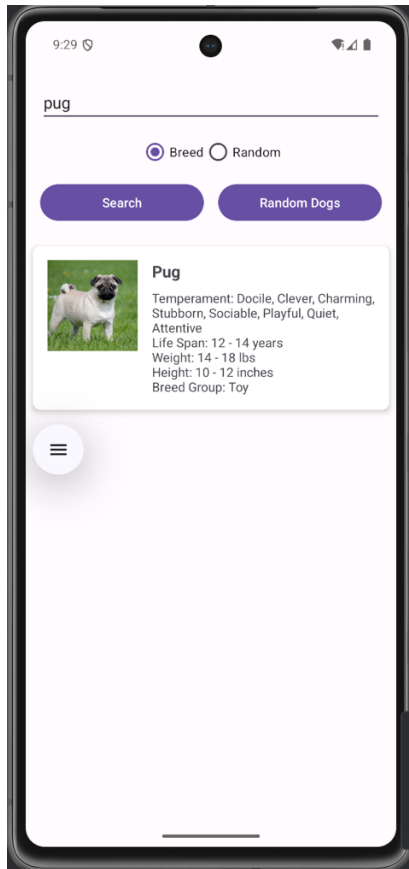 9:29
pug
Breed Random
Search Random Dogs
Pug
Temperament: Docile, Clever, Charming,
Stubborn, Sociable, Playful, Quiet,
Attentive
Life Span: 12 - 14 years
Weight: 14 - 18 lbs
Height: 10 - 12 inches
Breed Group: Toy